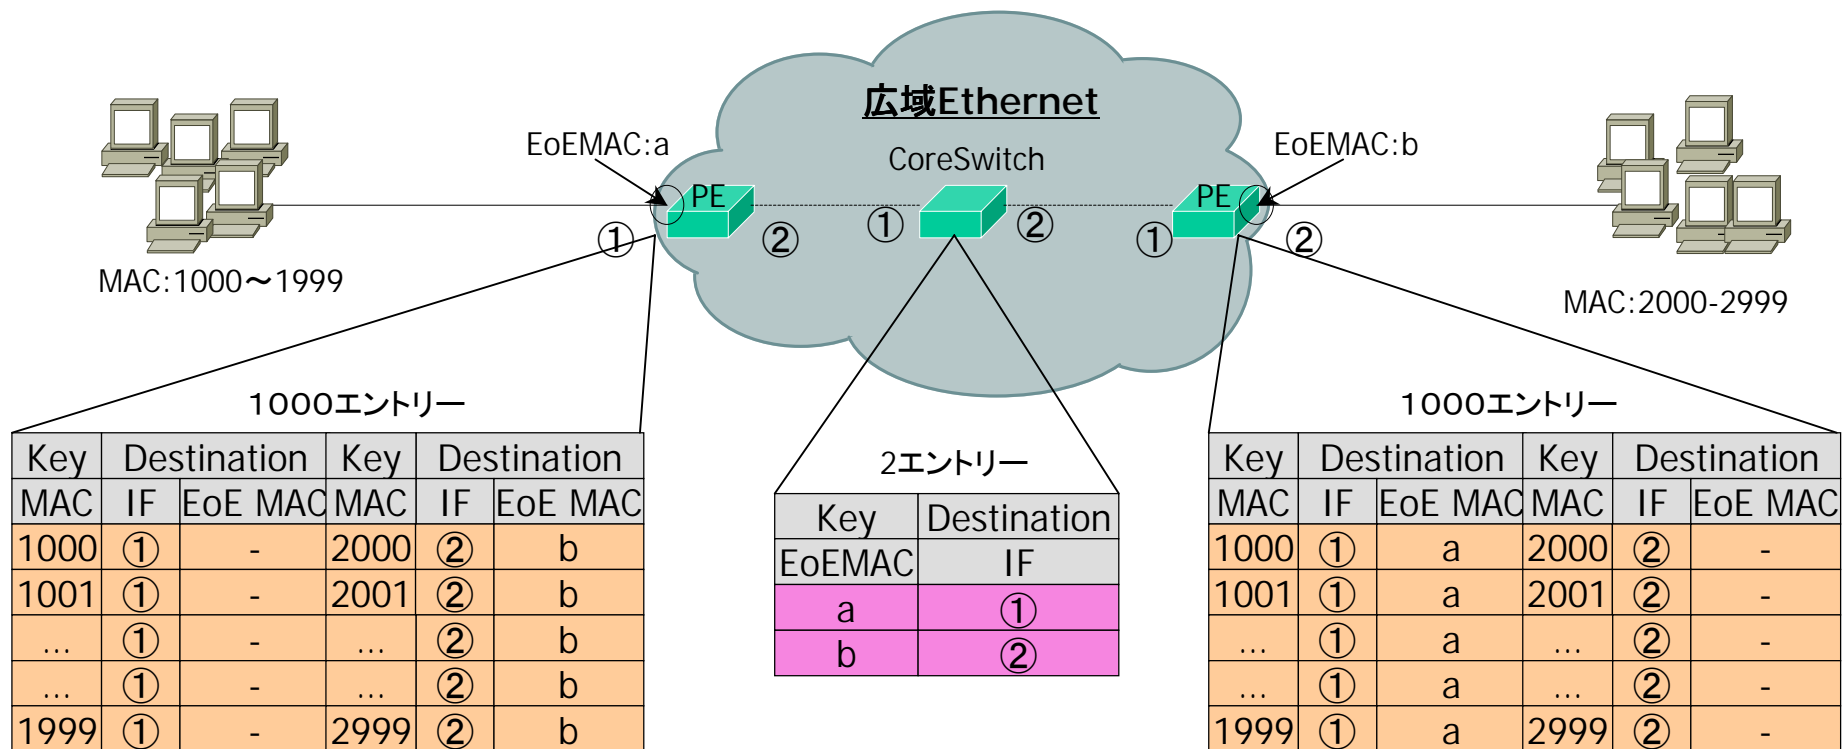 広域Ethernet
EoEMAC:a
CoreSwitch
EoEMAC:b
PE
PE
① ② ① ② ① ②
MAC:1000～1999
MAC:2000-2999
1000エントリー
Key Destination Key Destination
MAC IF EoE MAC MAC IF EoE MAC
1000 ① - 2000 ② b
1001 ① - 2001 ② b
... ① - ... ② b
... ① - ... ② b
1999 ① - 2999 ② b
2エントリー
Key Destination
EoEMAC IF
a ①
b ②
1000エントリー
Key Destination Key Destination
MAC IF EoE MAC MAC IF EoE MAC
1000 ① a 2000 ② -
1001 ① a 2001 ② -
... ① a ... ② -
... ① a ... ② -
1999 ① a 2999 ② -